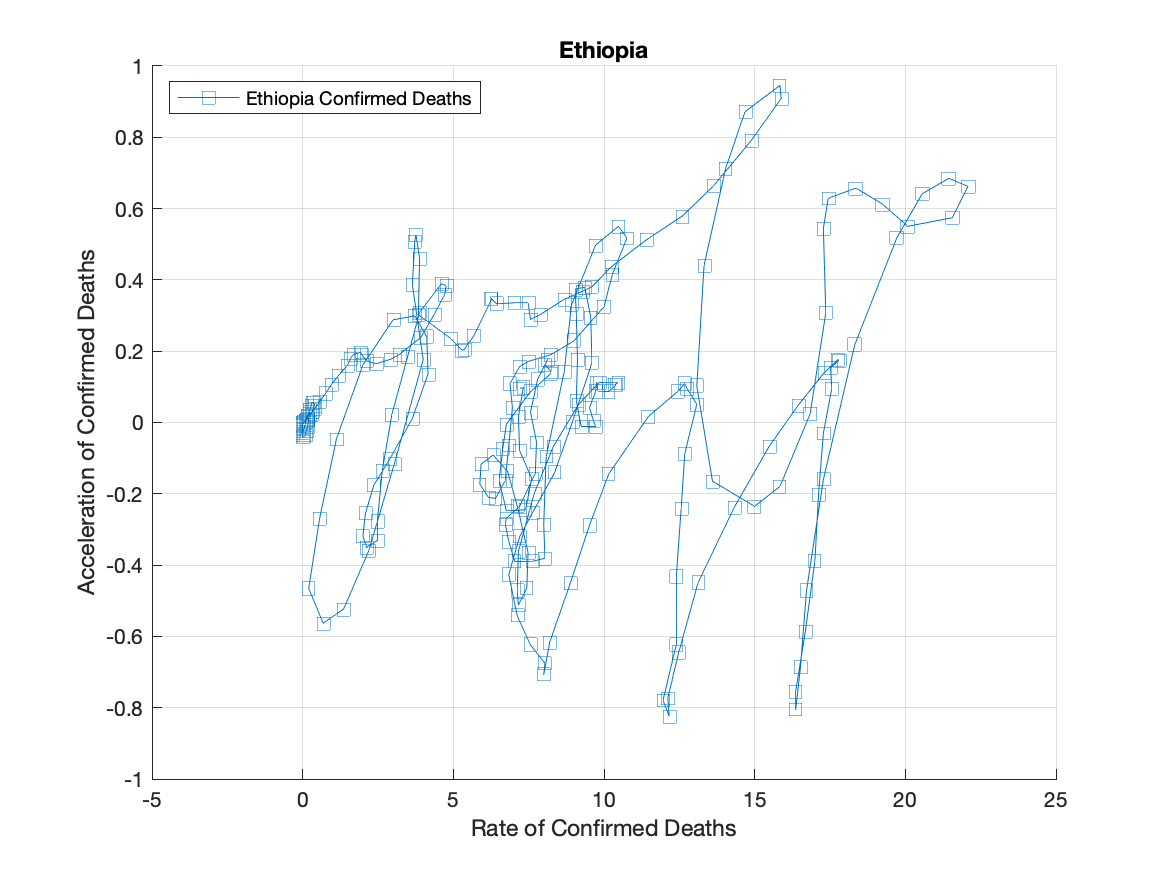 Ethiopia
Ethiopia Confirmed Deaths
1
0.8
0.6
0.4
0.2
0
-0.2
-0.4
-0.6
-0.8
-1
Acceleration of Confirmed Deaths
-5 0 5 10 15 20 25
Rate of Confirmed Deaths